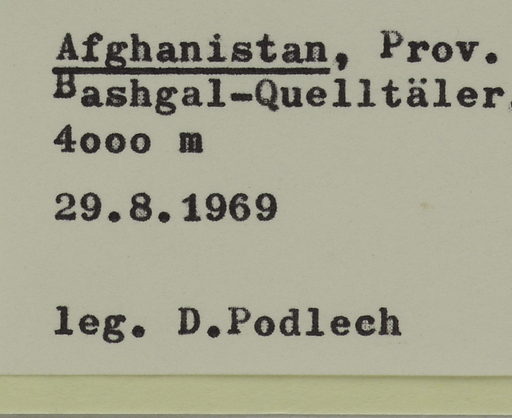 Afghanistan, Prov.
Bashgal-Quelltäler,
4ooo m
29.8.1969
leg. D.Podlech